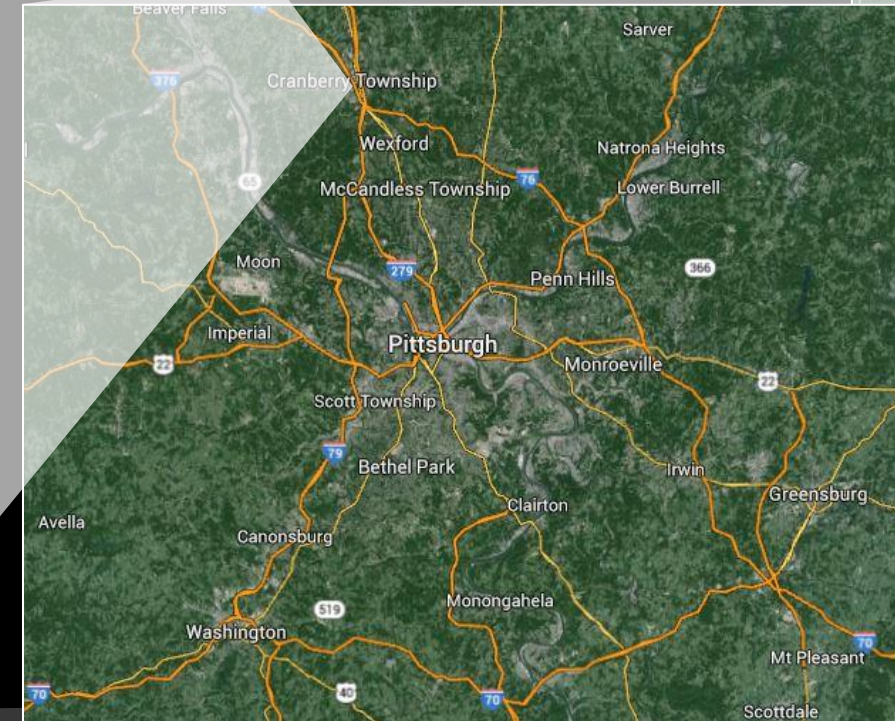 Beaver Falls
Sarver
376
Cranberry Township
Wexford
Natrona Heights
76
65
McCandless Township
Lower Burrell
Moon
279
366
Penn Hills
Imperial
Pittsburgh
22
Monroeville
22
Scott Township
79
Bethel Park
Irwin
Greensburg
Clairton
Avella
Canonsburg
Monongahela
519
Washington
70
Mt Pleasant
70
40
70
Scottdale